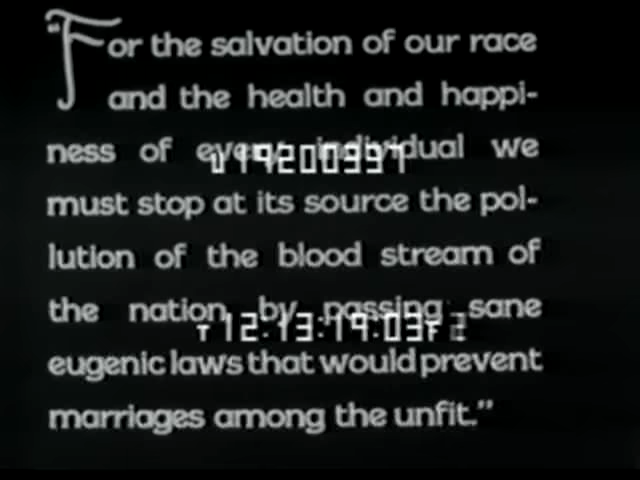 "For the salvation of our race
and the health and happi-
ness of every individual we
must stop at its source the pol-
lution of the blood stream of
the nation by passing sane
eugenic laws that would prevent
marriages among the unfit."